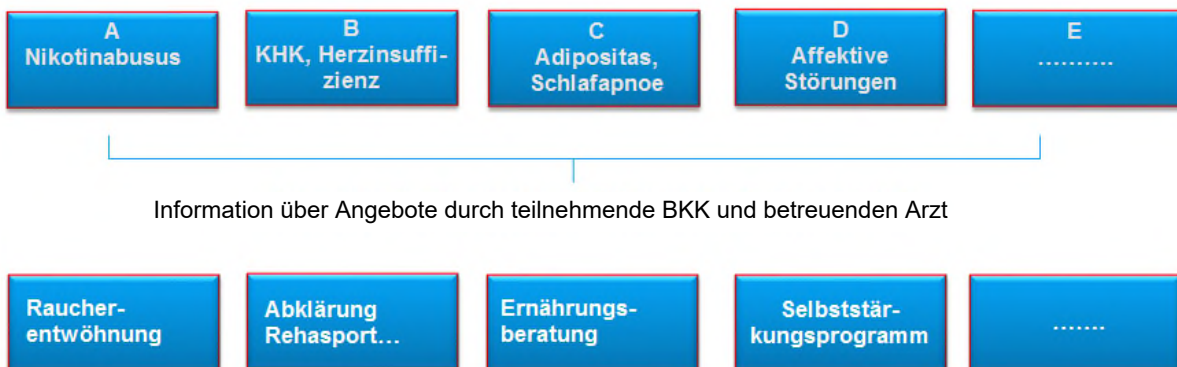 A
Nikotinabusus
B
KHK, Herzinsuffi-
zienz
C
Adipositas,
Schlafapnoe
D
Affektive
Störungen
E
..........
Information über Angebote durch teilnehmende BKK und betreuenden Arzt
Raucher-
entwöhnung
Abklärung
Rehasport...
Ernährungs-
beratung
Selbststär-
kungsprogramm
.......